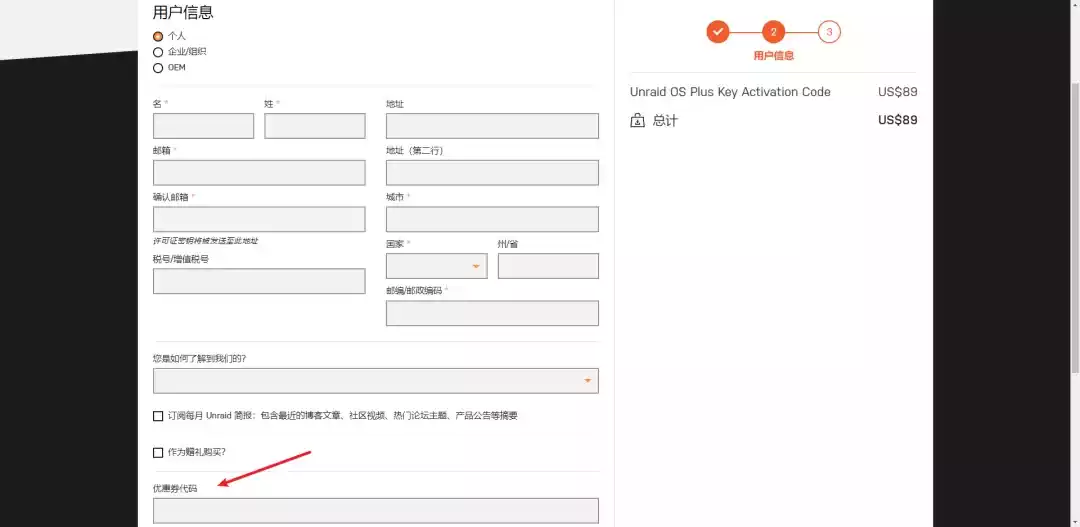 用户信息
个人
企业/组织
OEM
名 *
姓 *
邮箱 *
确认邮箱 *
许可证密钥将被发送至此地址
税号/增值税号
地址
地址（第二行）
城市 *
国家 *
州/省
邮编/邮政编码 *
您是如何了解到我们的?
订阅每月 Unraid 简报：包含最近的博客文章、社区视频、热门论坛主题、产品公告等摘要
作为赠礼购买?
优惠券代码
2
3
用户信息
Unraid OS Plus Key Activation Code US$89
总计 US$89